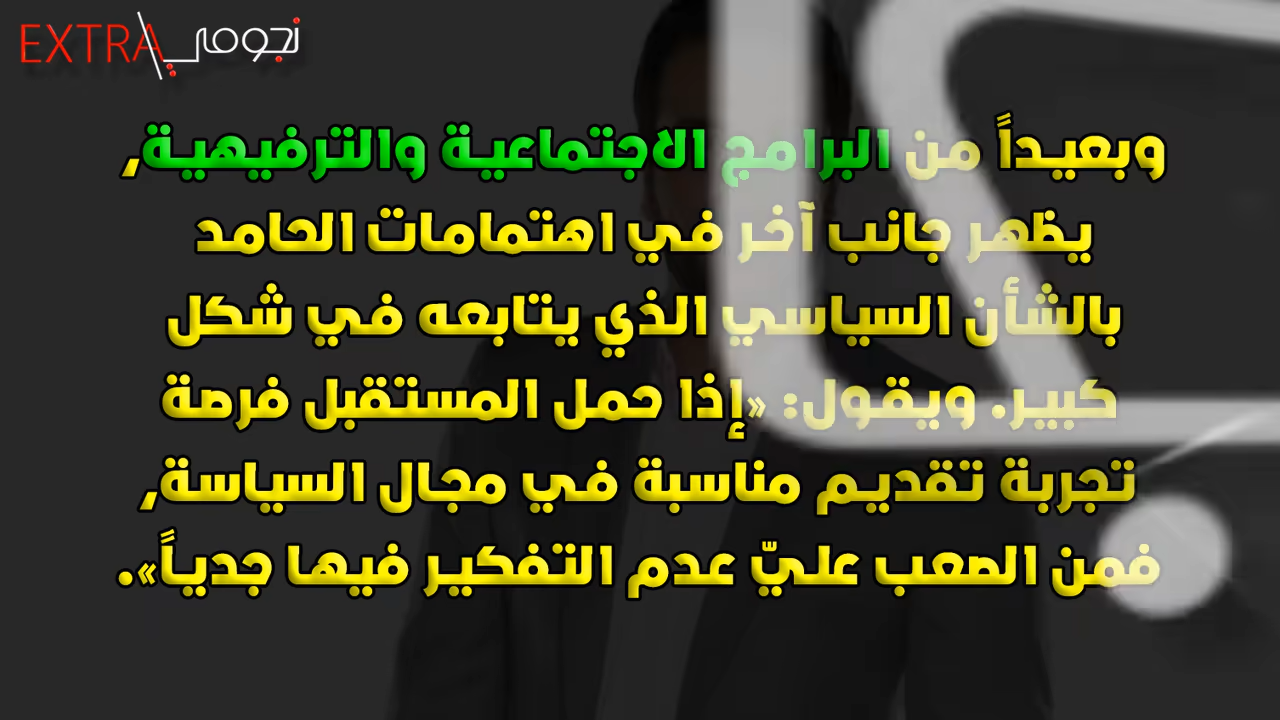 EXTRA نجومي
وبعيداً من البرامج الاجتماعية والترفيهية,
يظهر جانب آخر في اهتمامات الحامد
بالشأن السياسي الذي يتابعه في شكل
كبير. ويقول: «إذا حمل المستقبل فرصة
تجربة تقديم مناسبة في مجال السياسة,
فمن الصعب عليّ عدم التفكير فيها جدياً».